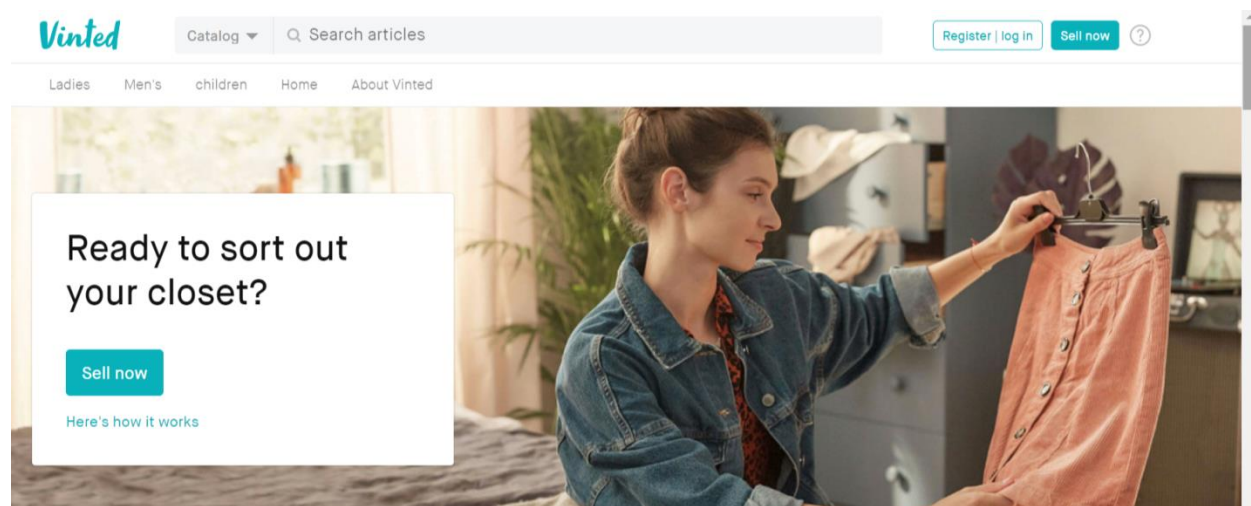 Vinted
Catalog
Search articles
Register | log in
Sell now
Ladies
Men's
children
Home
About Vinted
Ready to sort out
your closet?
Sell now
Here's how it works